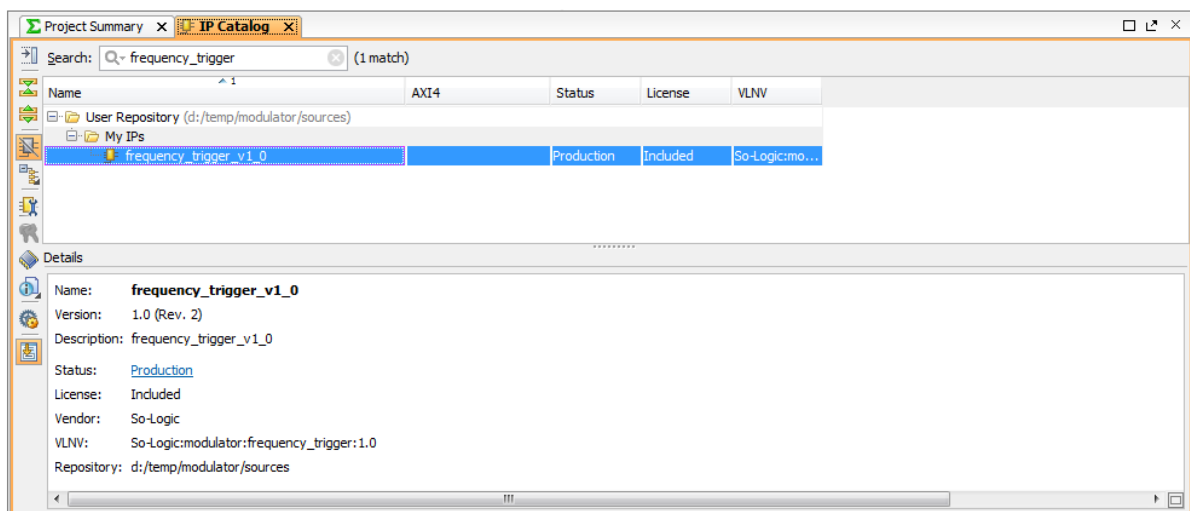 Project Summary IP Catalog
Search: frequency_trigger (1 match)
Name 1 AXI4 Status License VLNV
User Repository (d:/temp/modulator/sources)
My IPs
frequency_trigger_v1_0 Production Included So-Logic:mo...
Details
Name: frequency_trigger_v1_0
Version: 1.0 (Rev. 2)
Description: frequency_trigger_v1_0
Status: Production
License: Included
Vendor: So-Logic
VLNV: So-Logic:modulator:frequency_trigger:1.0
Repository: d:/temp/modulator/sources